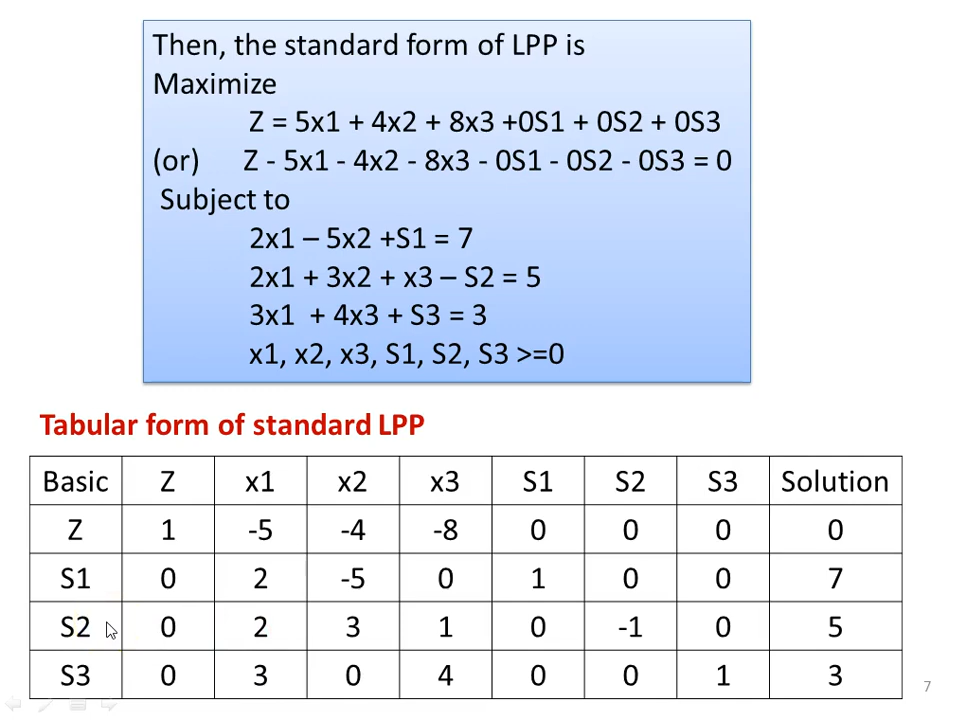 Then, the standard form of LPP is
Maximize
Z = 5x1 + 4x2 + 8x3 +0S1 + 0S2 + 0S3
(or) Z - 5x1 - 4x2 - 8x3 - 0S1 - 0S2 - 0S3 = 0
Subject to
2x1 – 5x2 +S1 = 7
2x1 + 3x2 + x3 – S2 = 5
3x1 + 4x3 + S3 = 3
x1, x2, x3, S1, S2, S3 >=0
Tabular form of standard LPP
Basic Z x1 x2 x3 S1 S2 S3 Solution
Z 1 -5 -4 -8 0 0 0 0
S1 0 2 -5 0 1 0 0 7
S2 0 2 3 1 0 -1 0 5
S3 0 3 0 4 0 0 1 3
7